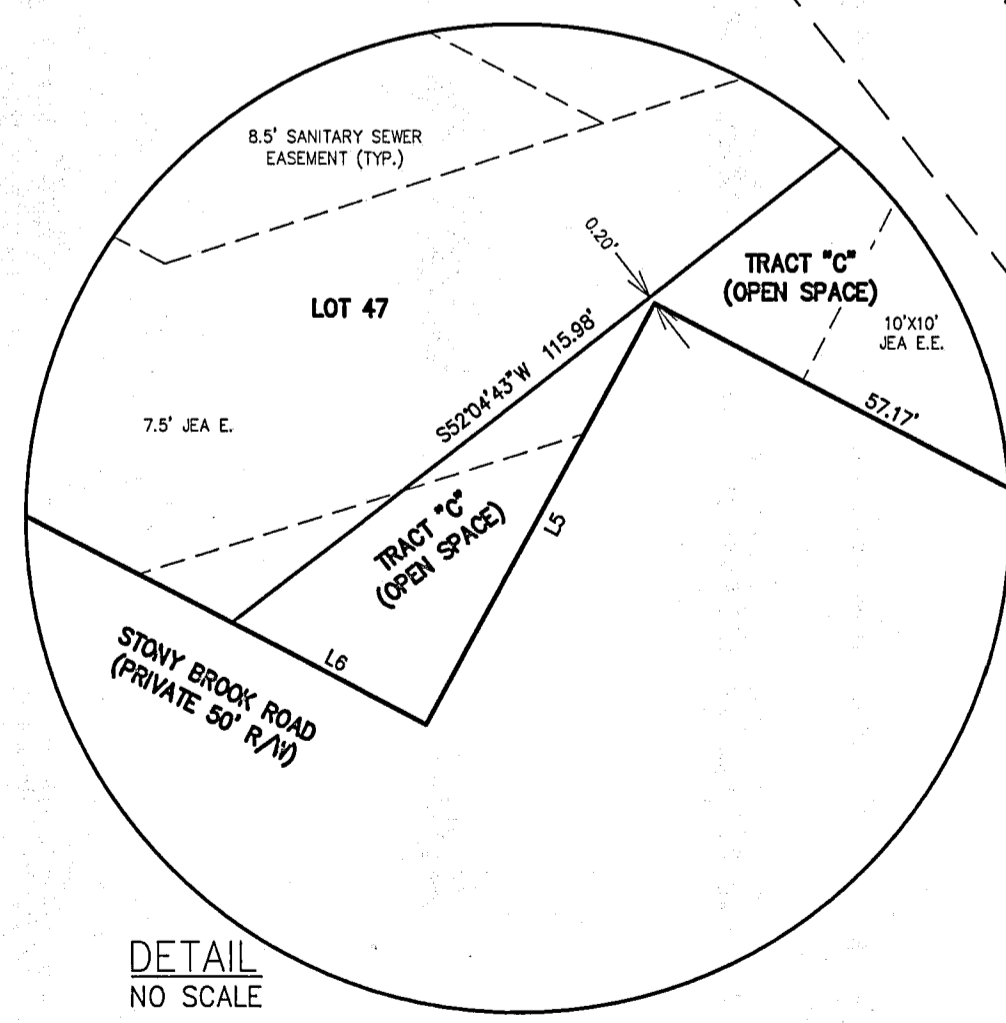 8.5' SANITARY SEWER
EASEMENT (TYP.)
0.20'
TRACT "C"
(OPEN SPACE)
LOT 47
10'X10'
JEA E.E.
S52°04'43"W 115.98'
57.17'
7.5' JEA E.
TRACT "C"
(OPEN SPACE)
L5
L6
STONY BROOK ROAD
(PRIVATE 50' R/W)
DETAIL
NO SCALE